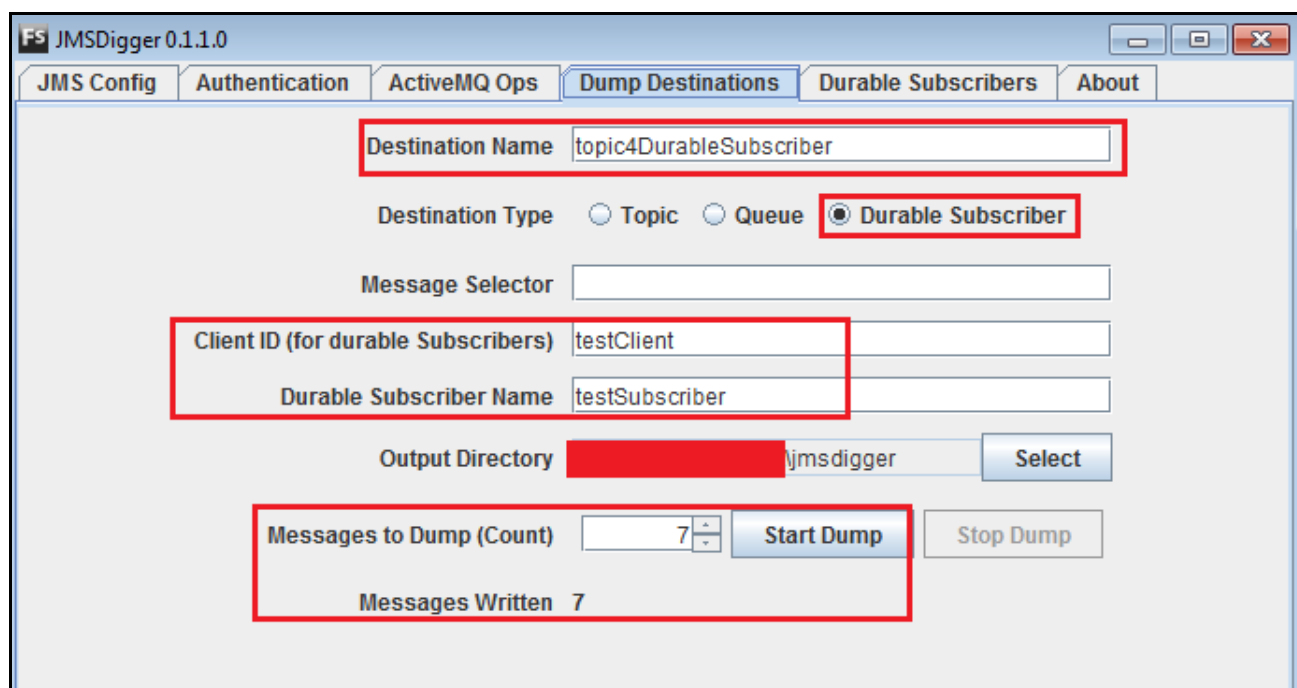 FS JMSDigger 0.1.1.0
JMS Config Authentication ActiveMQ Ops Dump Destinations Durable Subscribers About
Destination Name topic4DurableSubscriber
Destination Type Topic Queue Durable Subscriber
Message Selector
Client ID (for durable Subscribers) testClient
Durable Subscriber Name testSubscriber
Output Directory \jmsdigger Select
Messages to Dump (Count) 7 Start Dump Stop Dump
Messages Written 7